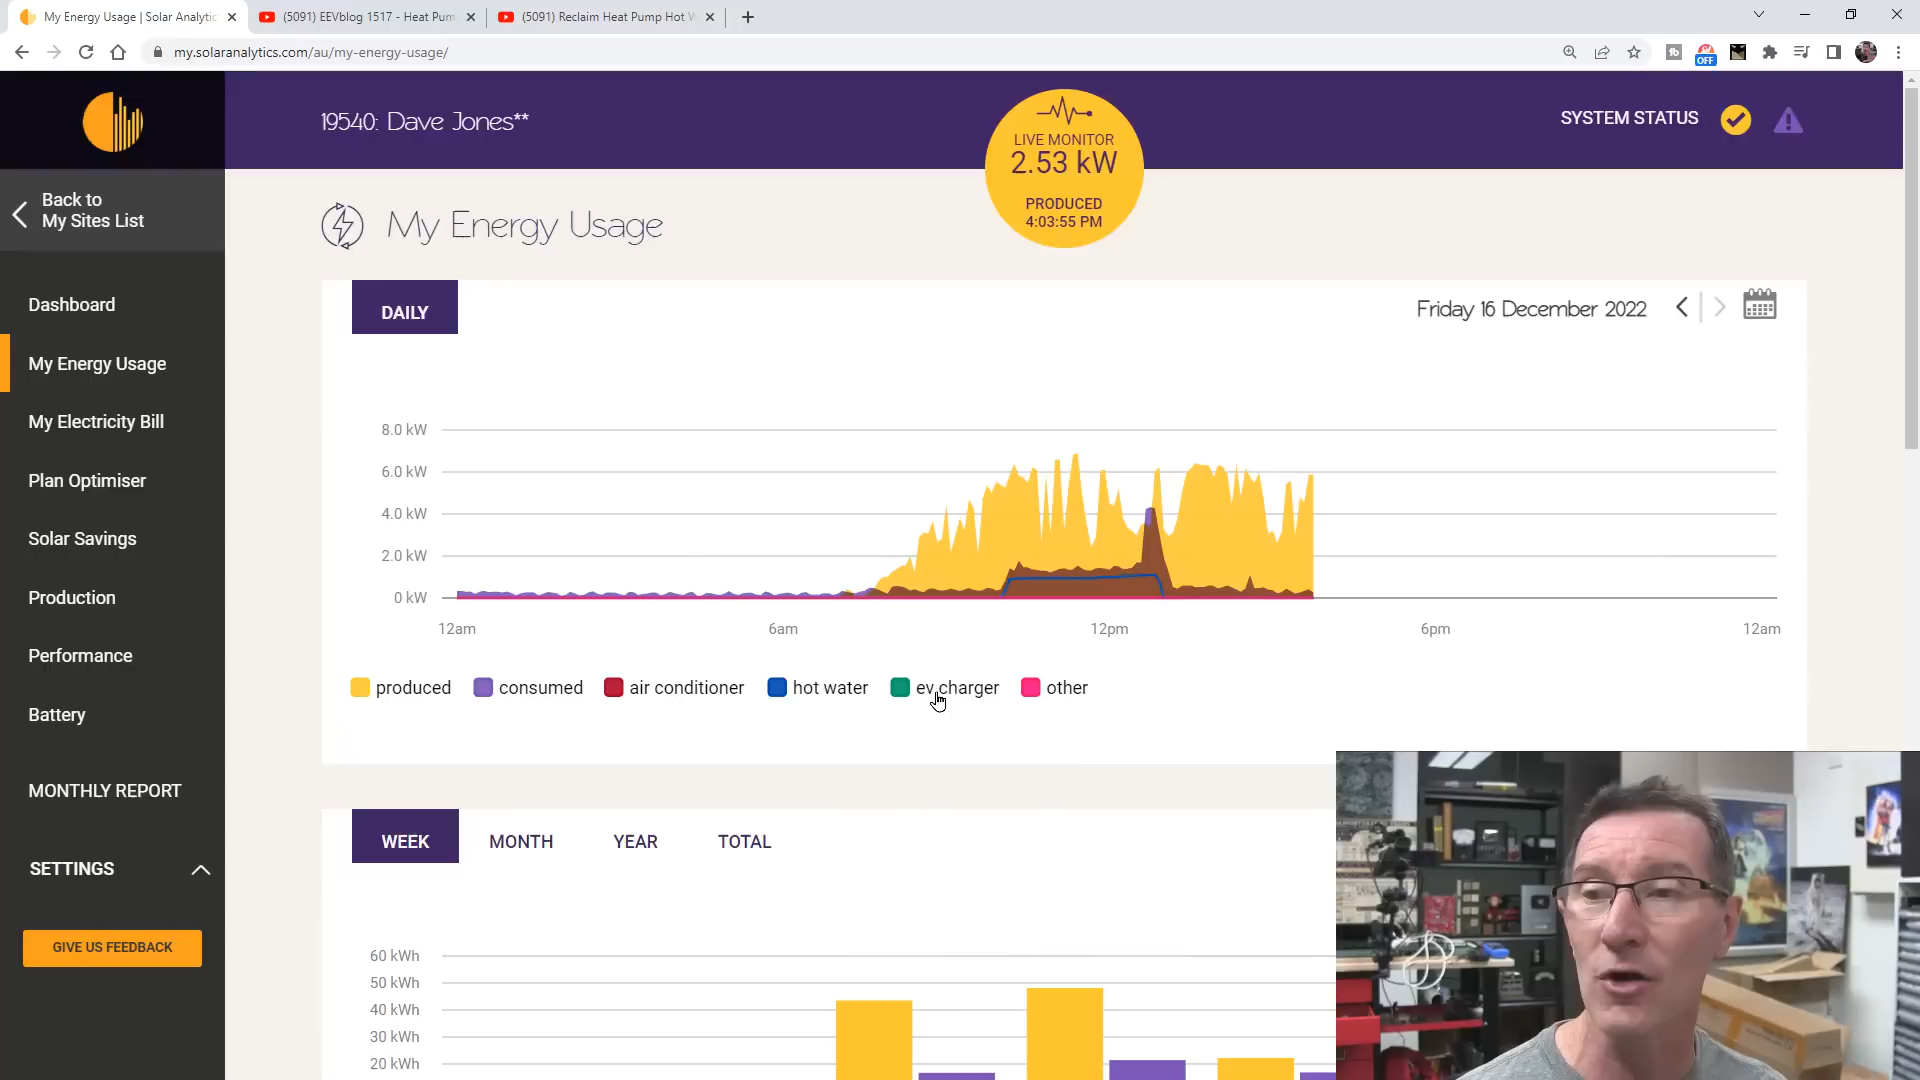 My Energy Usage | Solar Analytic
(5091) EEVblog 1517 - Heat Pum
(5091) Reclaim Heat Pump Hot W
my.solaranalytics.com/au/my-energy-usage/
OFF
19540: Dave Jones**
LIVE MONITOR
2.53 kW
PRODUCED
4:03:55 PM
SYSTEM STATUS
Back to
My Sites List
Dashboard
My Energy Usage
My Electricity Bill
Plan Optimiser
Solar Savings
Production
Performance
Battery
MONTHLY REPORT
SETTINGS
GIVE US FEEDBACK
My Energy Usage
DAILY
Friday 16 December 2022
8.0 kW
6.0 kW
4.0 kW
2.0 kW
0 kW
12am 6am 12pm 6pm 12am
produced consumed air conditioner hot water ev charger other
WEEK MONTH YEAR TOTAL
60 kWh
50 kWh
40 kWh
30 kWh
20 kWh